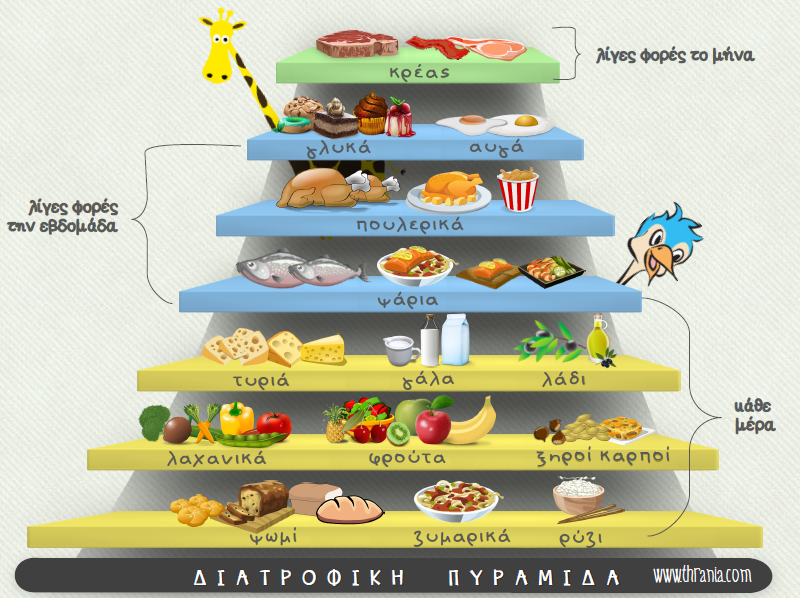 κρέας
λίγες φορές το μήνα
γλυκά αυγά
λίγες φορές
την εβδομάδα
πουλερικά
ψάρια
τυριά γάλα λάδι
κάθε
μέρα
λαχανικά φρούτα ξηροί καρποί
ψωμί ζυμαρικά ρύζι
ΔΙΑΤΡΟΦΙΚΗ ΠΥΡΑΜΙΔΑ www.thrania.com